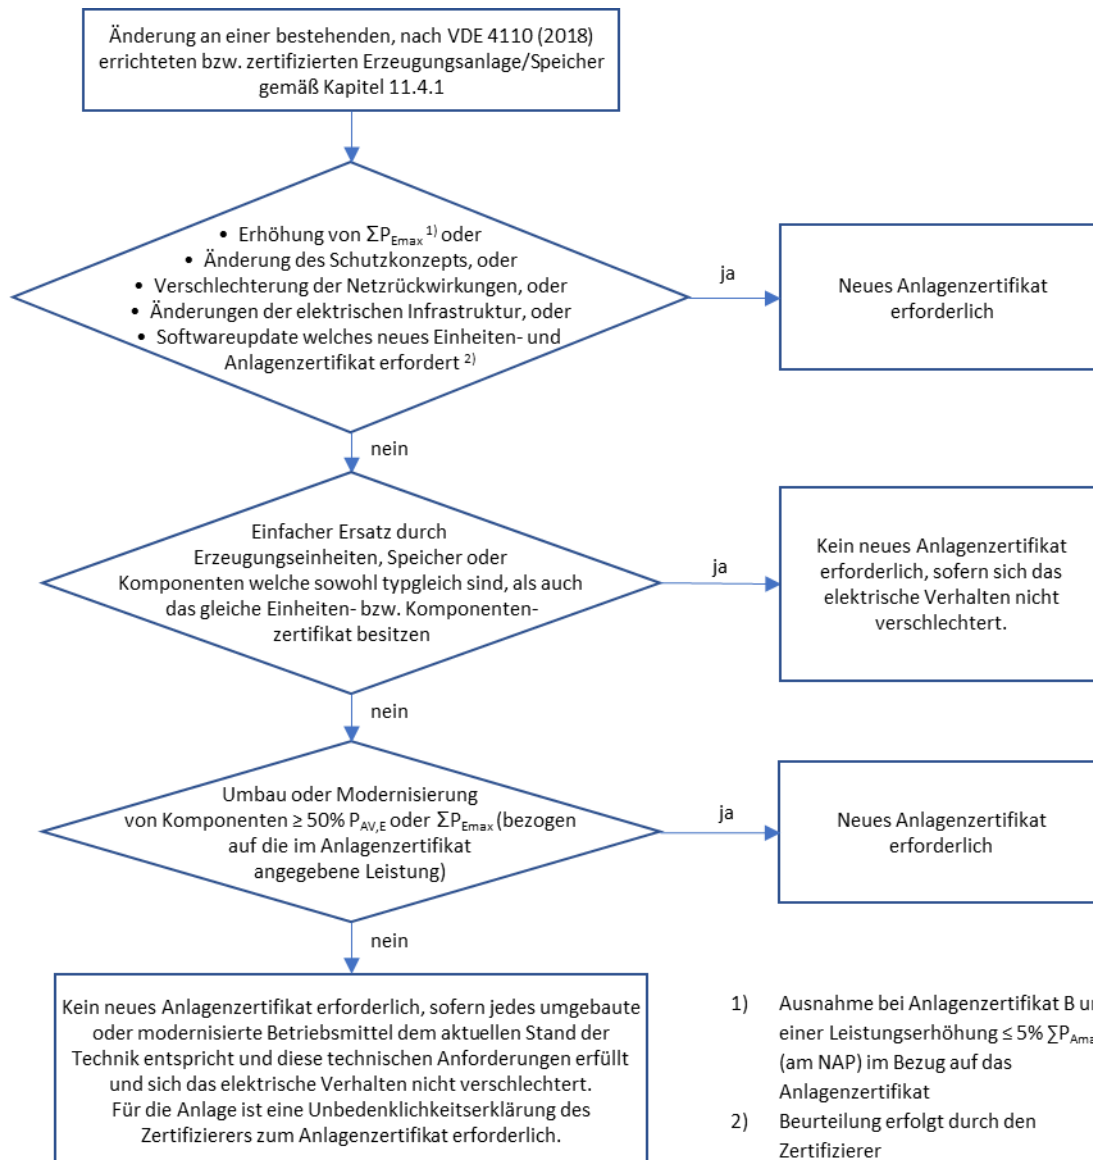 Änderung an einer bestehenden, nach VDE 4110 (2018)
errichteten bzw. zertifizierten Erzeugungsanlage/Speicher
gemäß Kapitel 11.4.1
• Erhöhung von ΣP_Emax ¹⁾ oder
• Änderung des Schutzkonzepts, oder
• Verschlechterung der Netzrückwirkungen, oder
• Änderungen der elektrischen Infrastruktur, oder
• Softwareupdate welches neues Einheiten- und
Anlagenzertifikat erfordert ²⁾
ja
Neues Anlagenzertifikat
erforderlich
nein
Einfacher Ersatz durch
Erzeugungseinheiten, Speicher oder
Komponenten welche sowohl typgleich sind, als auch
das gleiche Einheiten- bzw. Komponenten-
zertifikat besitzen
ja
Kein neues Anlagenzertifikat
erforderlich, sofern sich das
elektrische Verhalten nicht
verschlechtert.
nein
Umbau oder Modernisierung
von Komponenten ≥ 50% P_AV,E oder ΣP_Emax (bezogen
auf die im Anlagenzertifikat
angegebene Leistung)
ja
Neues Anlagenzertifikat
erforderlich
nein
Kein neues Anlagenzertifikat erforderlich, sofern jedes umgebaute
oder modernisierte Betriebsmittel dem aktuellen Stand der
Technik entspricht und diese technischen Anforderungen erfüllt
und sich das elektrische Verhalten nicht verschlechtert.
Für die Anlage ist eine Unbedenklichkeitserklärung des
Zertifizierers zum Anlagenzertifikat erforderlich.
1) Ausnahme bei Anlagenzertifikat B
einer Leistungserhöhung ≤ 5% ∑P_Ama
(am NAP) im Bezug auf das
Anlagenzertifikat
2) Beurteilung erfolgt durch den
Zertifizierer